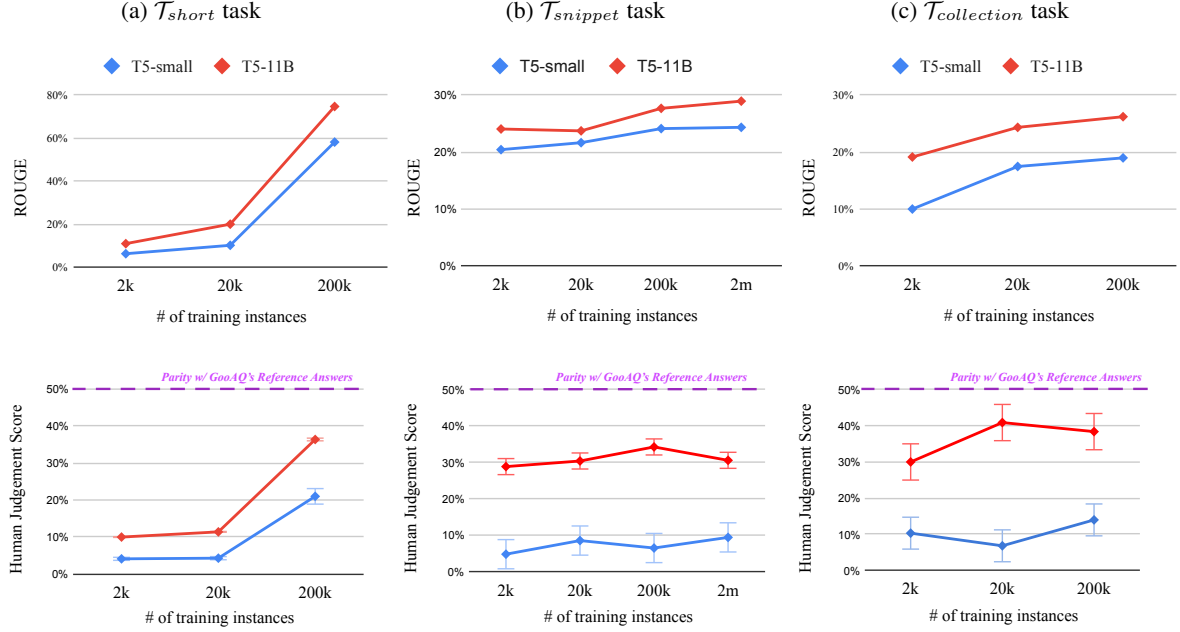 (a) 𝒯short task
T5-small T5-11B
80%
60%
40%
20%
0%
ROUGE
2k 20k 200k
# of training instances
(b) 𝒯snippet task
T5-small T5-11B
30%
20%
10%
0%
ROUGE
2k 20k 200k 2m
# of training instances
(c) 𝒯collection task
T5-small T5-11B
30%
20%
10%
0%
ROUGE
2k 20k 200k
# of training instances
Parity w/ GooAQ's Reference Answers
50%
40%
30%
20%
10%
0%
Human Judgement Score
2k 20k 200k
# of training instances
Parity w/ GooAQ's Reference Answers
50%
40%
30%
20%
10%
0%
Human Judgement Score
2k 20k 200k 2m
# of training instances
Parity w/ GooAQ's Reference Answers
50%
40%
30%
20%
10%
0%
Human Judgement Score
2k 20k 200k
# of training instances